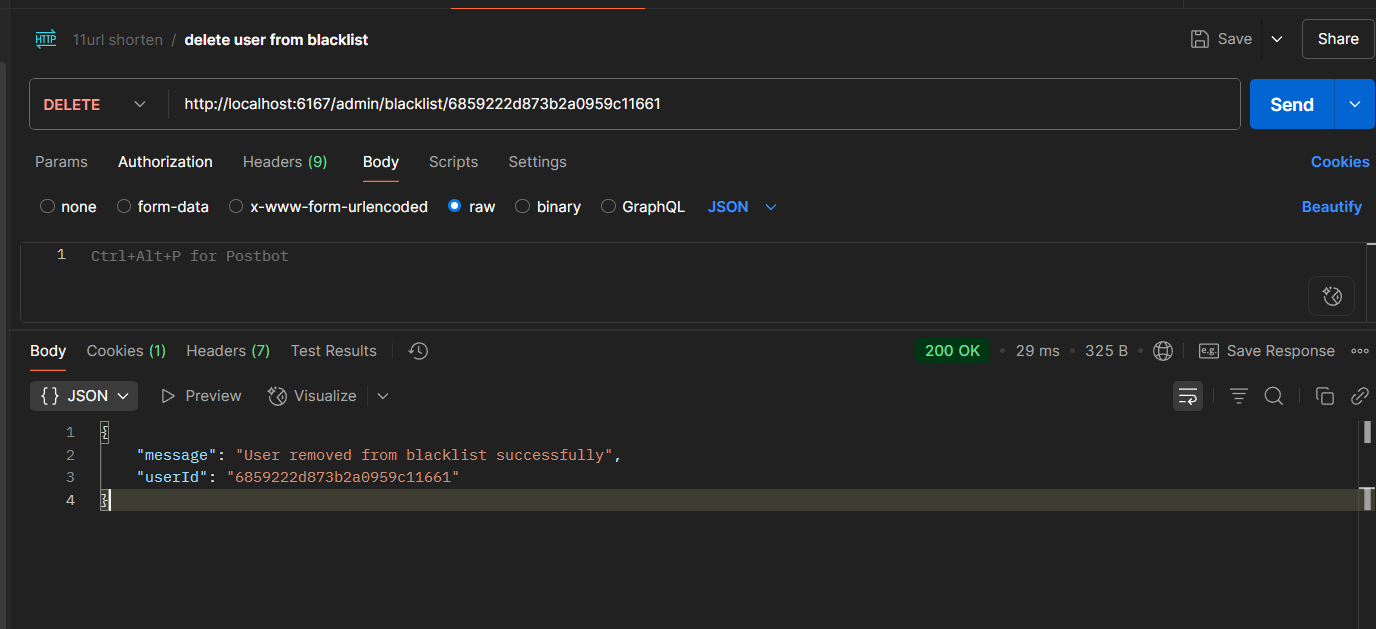 HTTP 11url shorten / delete user from blacklist Save Share
DELETE http://localhost:6167/admin/blacklist/6859222d873b2a0959c11661 Send
Params Authorization Headers (9) Body Scripts Settings Cookies
none form-data x-www-form-urlencoded raw binary GraphQL JSON Beautify
1 Ctrl+Alt+P for Postbot
Body Cookies (1) Headers (7) Test Results 200 OK • 29 ms • 325 B • e.g. Save Response
{} JSON Preview Visualize
1 {
2 "message": "User removed from blacklist successfully",
3 "userId": "6859222d873b2a0959c11661"
4 }